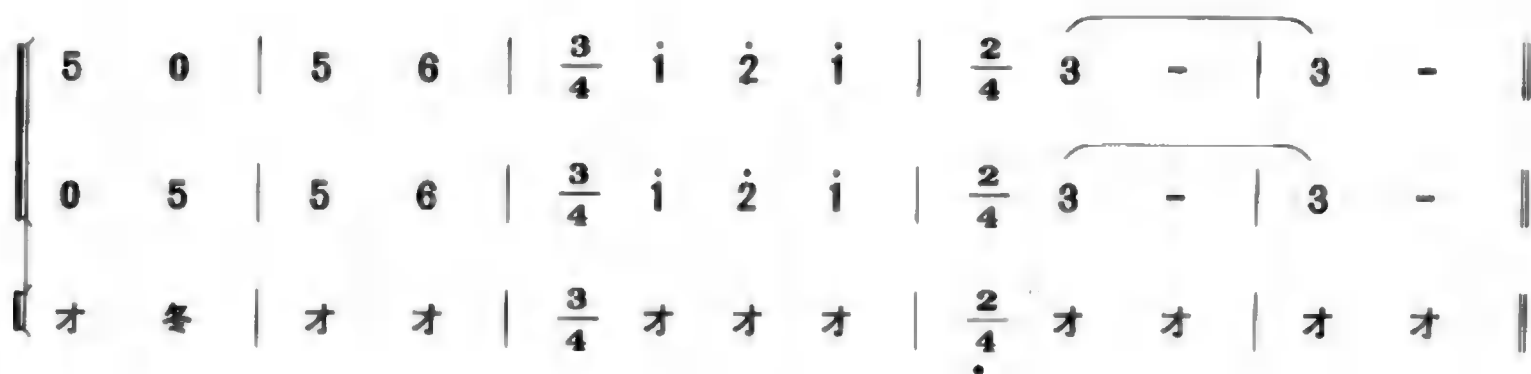 5 0 | 5 6 | 3/4 i̇ 2̇ i̇ | 2/4 3 - | 3 - ‖
0 5 | 5 6 | 3/4 i̇ 2̇ i̇ | 2/4 3 - | 3 - ‖
才 冬 | 才 才 | 3/4 才 才 才 | 2/4 才 才 | 才 才 ‖